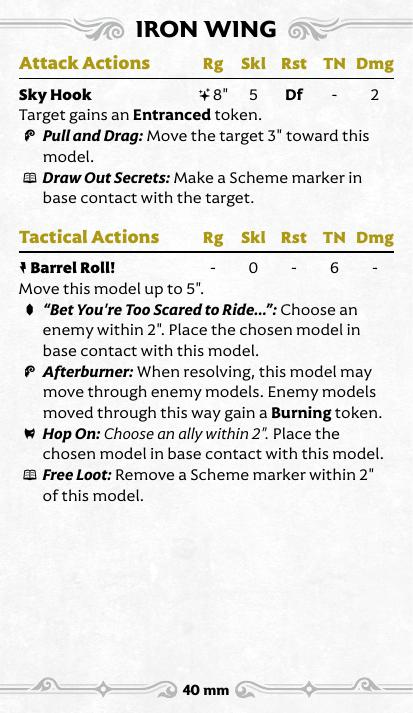 IRON WING
Attack Actions Rg Skl Rst TN Dmg
Sky Hook 8" 5 Df - 2
Target gains an Entranced token.
Pull and Drag: Move the target 3" toward this
model.
Draw Out Secrets: Make a Scheme marker in
base contact with the target.
Tactical Actions Rg Skl Rst TN Dmg
Barrel Roll! - 0 - 6 -
Move this model up to 5".
“Bet You're Too Scared to Ride...”: Choose an
enemy within 2". Place the chosen model in
base contact with this model.
Afterburner: When resolving, this model may
move through enemy models. Enemy models
moved through this way gain a Burning token.
Hop On: Choose an ally within 2". Place the
chosen model in base contact with this model.
Free Loot: Remove a Scheme marker within 2"
of this model.
40 mm